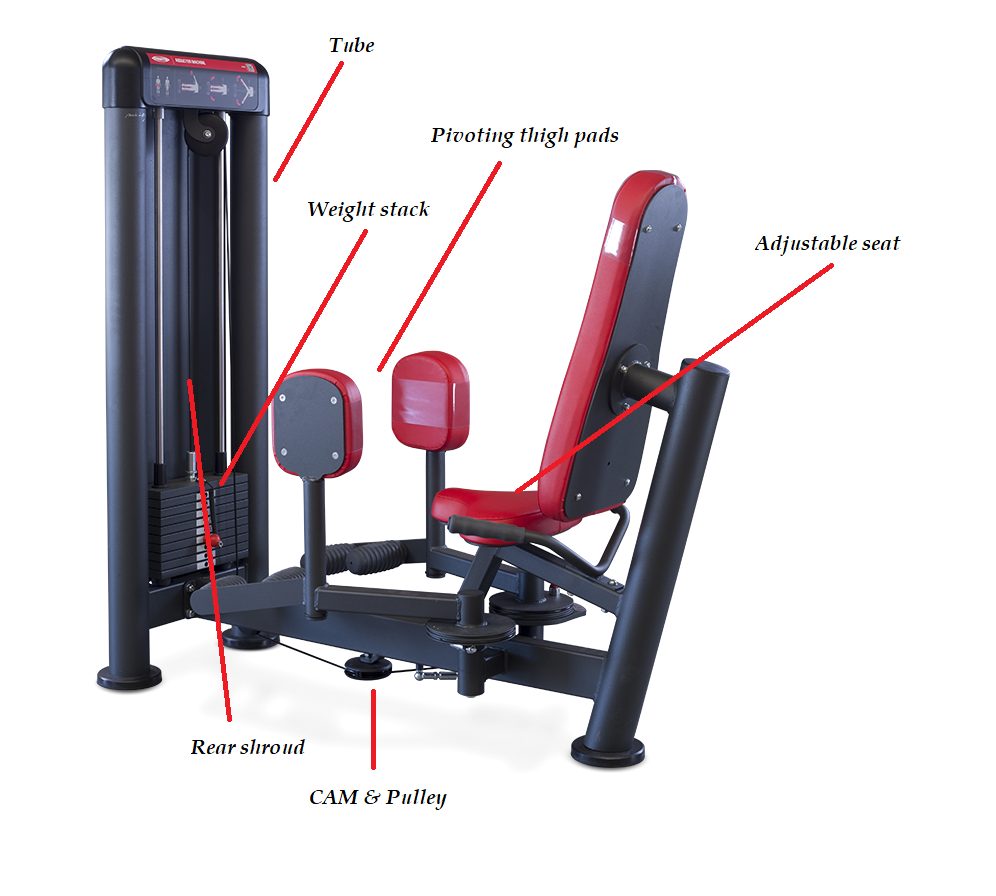 Tube
Pivoting thigh pads
Weight stack
Adjustable seat
Rear shroud
CAM & Pulley